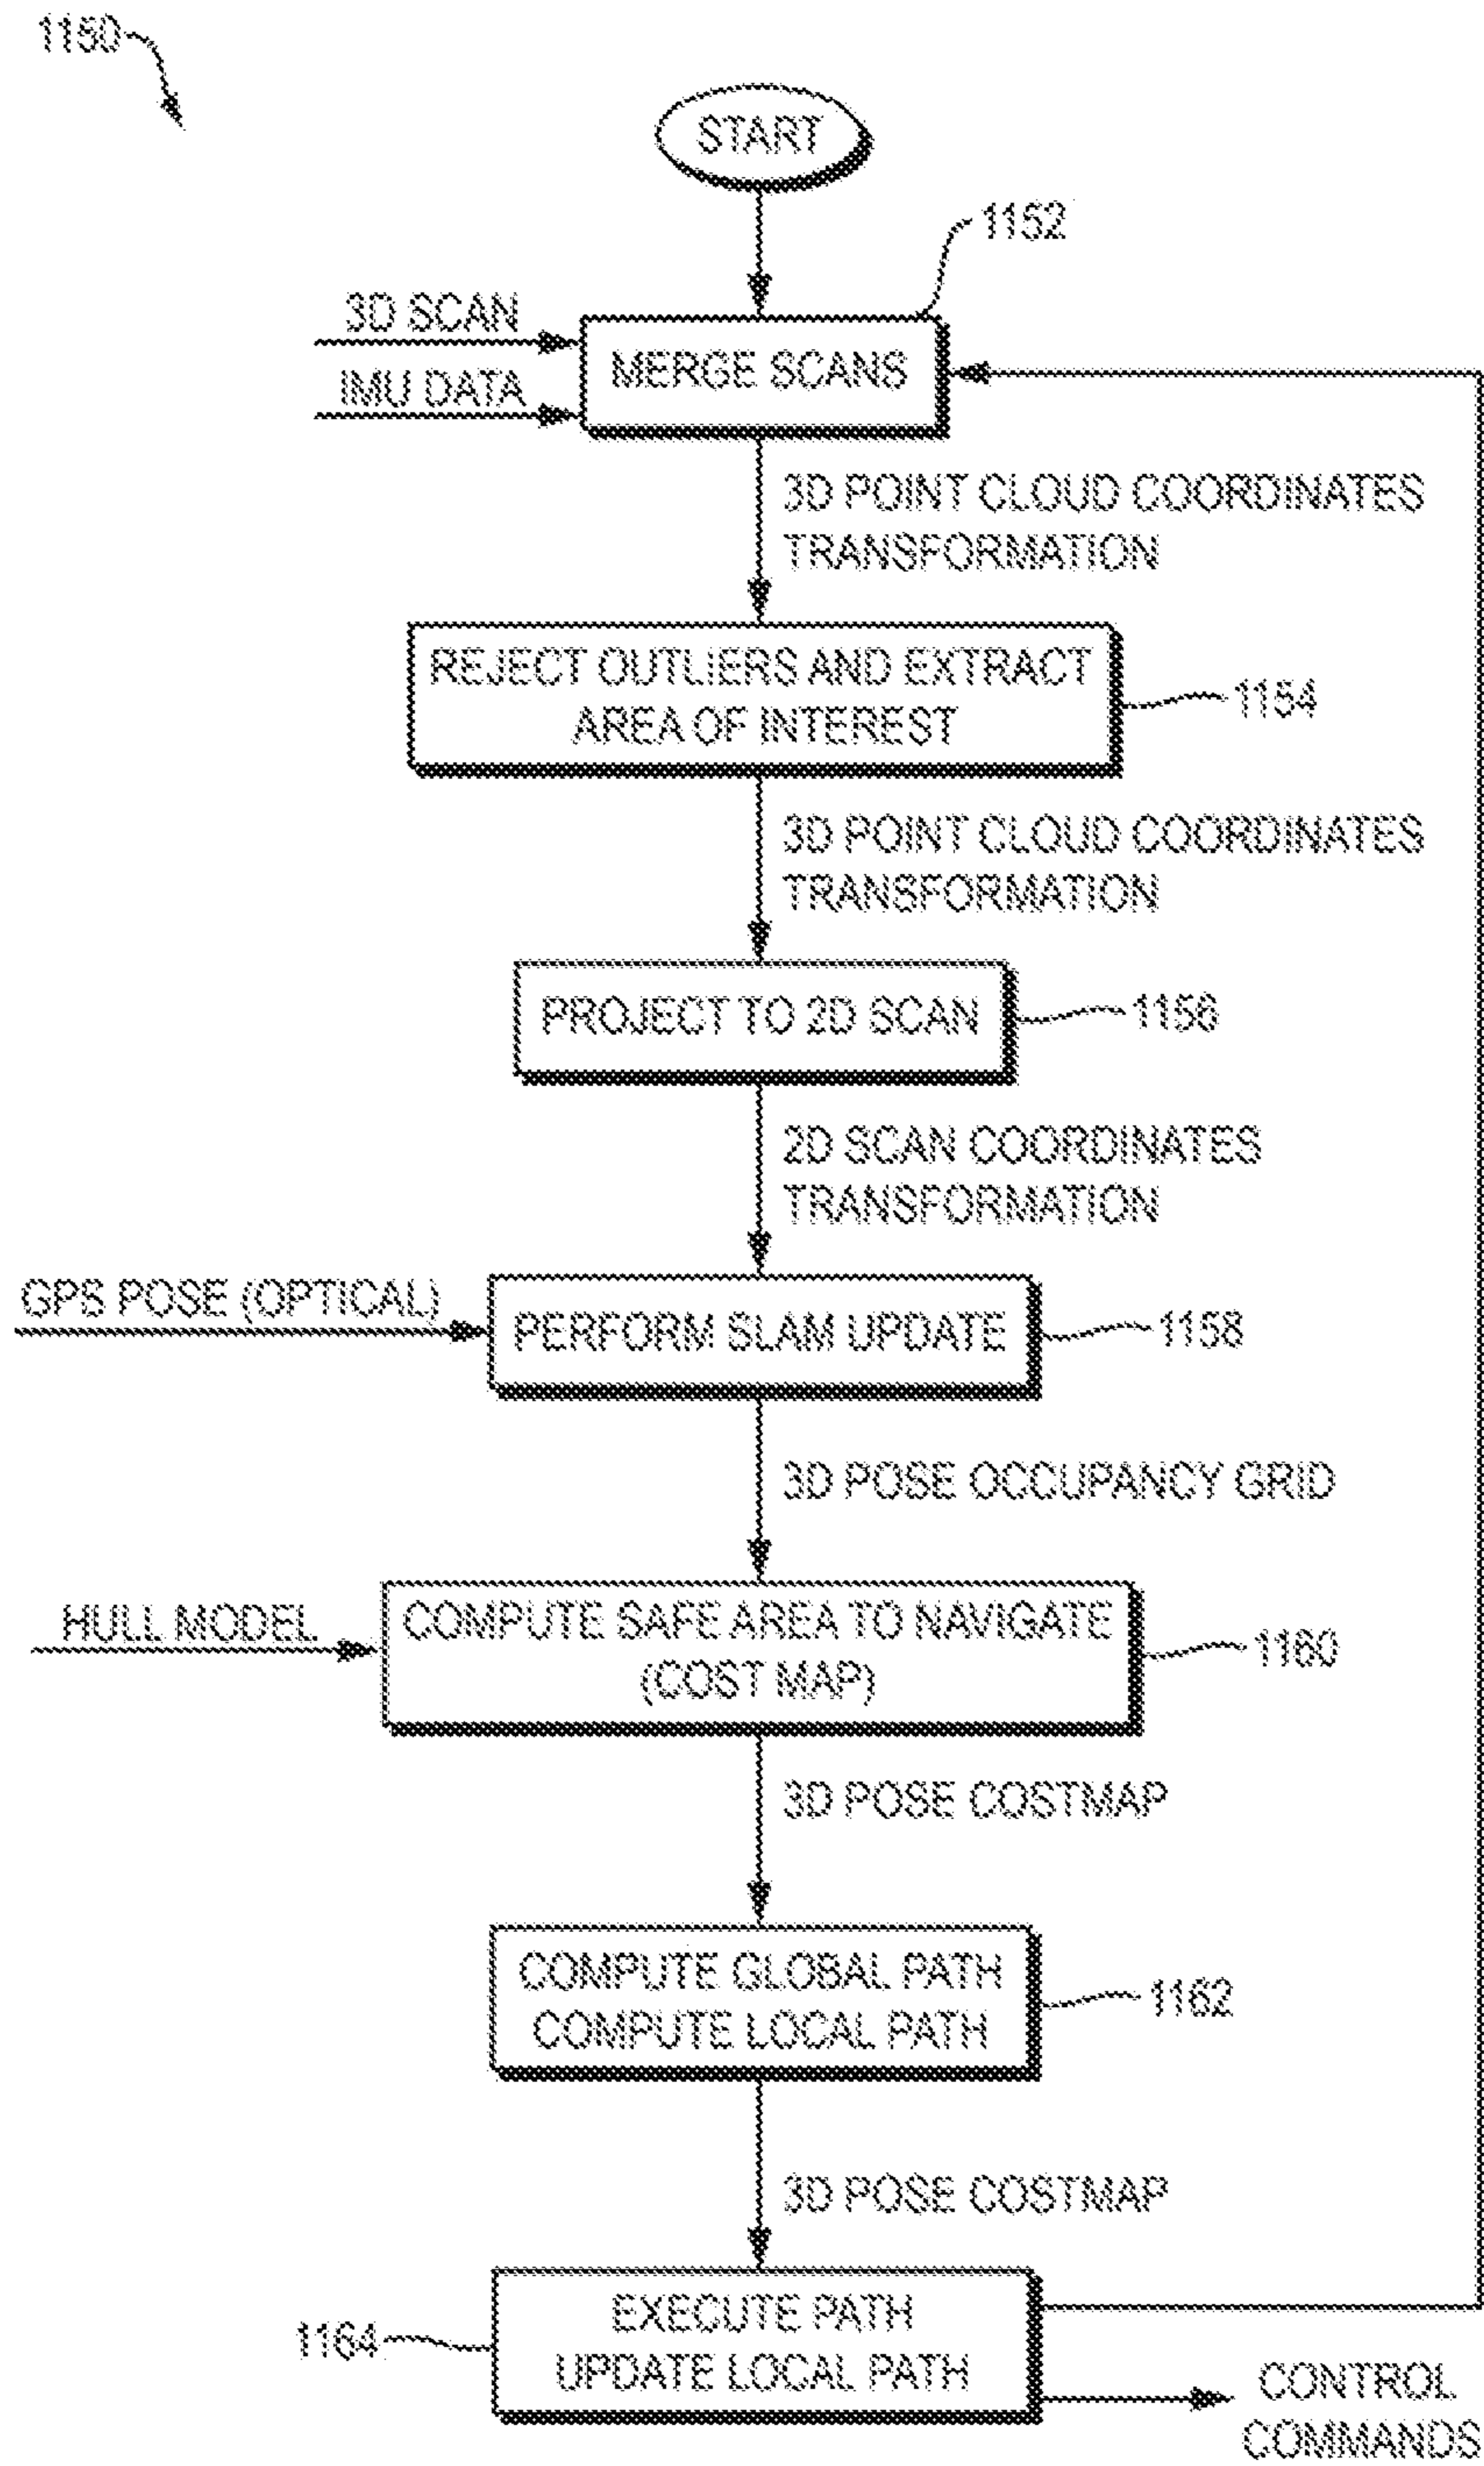 1150
START
1152
3D SCAN
IMU DATA
MERGE SCANS
3D POINT CLOUD COORDINATES
TRANSFORMATION
REJECT OUTLIERS AND EXTRACT
AREA OF INTEREST
1154
3D POINT CLOUD COORDINATES
TRANSFORMATION
PROJECT TO 2D SCAN
1156
2D SCAN COORDINATES
TRANSFORMATION
GPS POSE (OPTICAL)
PERFORM SLAM UPDATE
1158
3D POSE OCCUPANCY GRID
HULL MODEL
COMPUTE SAFE AREA TO NAVIGATE
(COST MAP)
1160
3D POSE COSTMAP
COMPUTE GLOBAL PATH
COMPUTE LOCAL PATH
1162
3D POSE COSTMAP
1164
EXECUTE PATH
UPDATE LOCAL PATH
CONTROL
COMMANDS